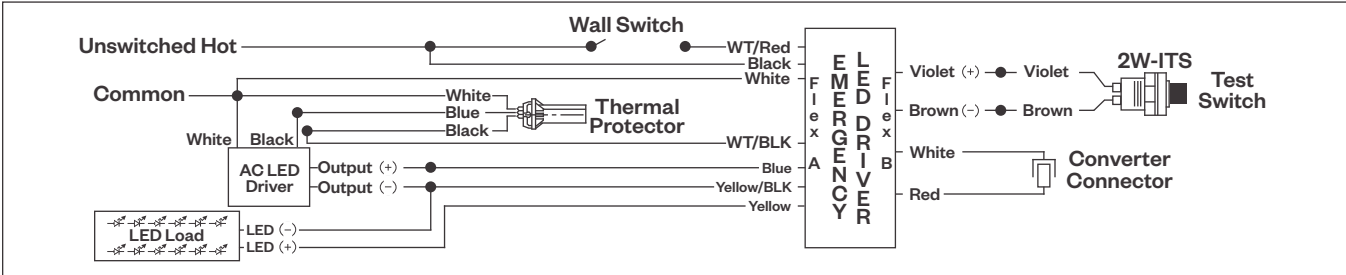 Unswitched Hot
Wall Switch
WT/Red
Black
White
Common
White
Blue
Black
Thermal
Protector
White
Black
WT/BLK
AC LED
Driver
Output (+)
Output (-)
Blue
Yellow/BLK
Yellow
LED Load
LED (-)
LED (+)
Flex A
EMERGENCY
LED DRIVER
Flex B
Violet (+)
Violet
Brown (-)
Brown
2W-ITS
Test
Switch
White
Red
Converter
Connector